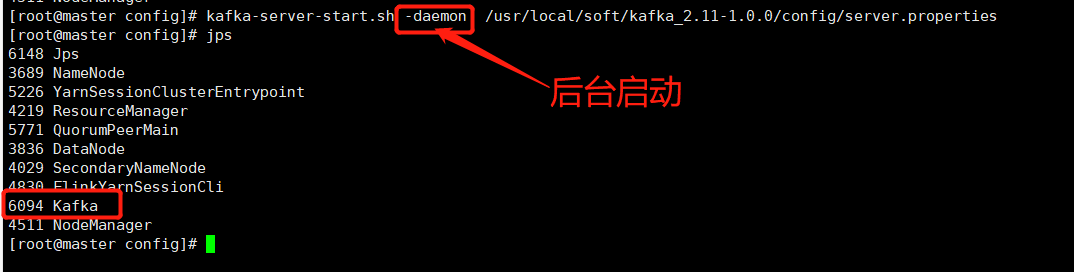 [root@master config]# kafka-server-start.sh -daemon  /usr/local/soft/kafka_2.11-1.0.0/config/server.properties
[root@master config]# jps
6148 Jps
3689 NameNode
5226 YarnSessionClusterEntrypoint
后台启动
4219 ResourceManager
5771 QuorumPeerMain
3836 DataNode
4029 SecondaryNameNode
4830 FlinkYarnSessionCli
6094 Kafka
4511 NodeManager
[root@master config]#